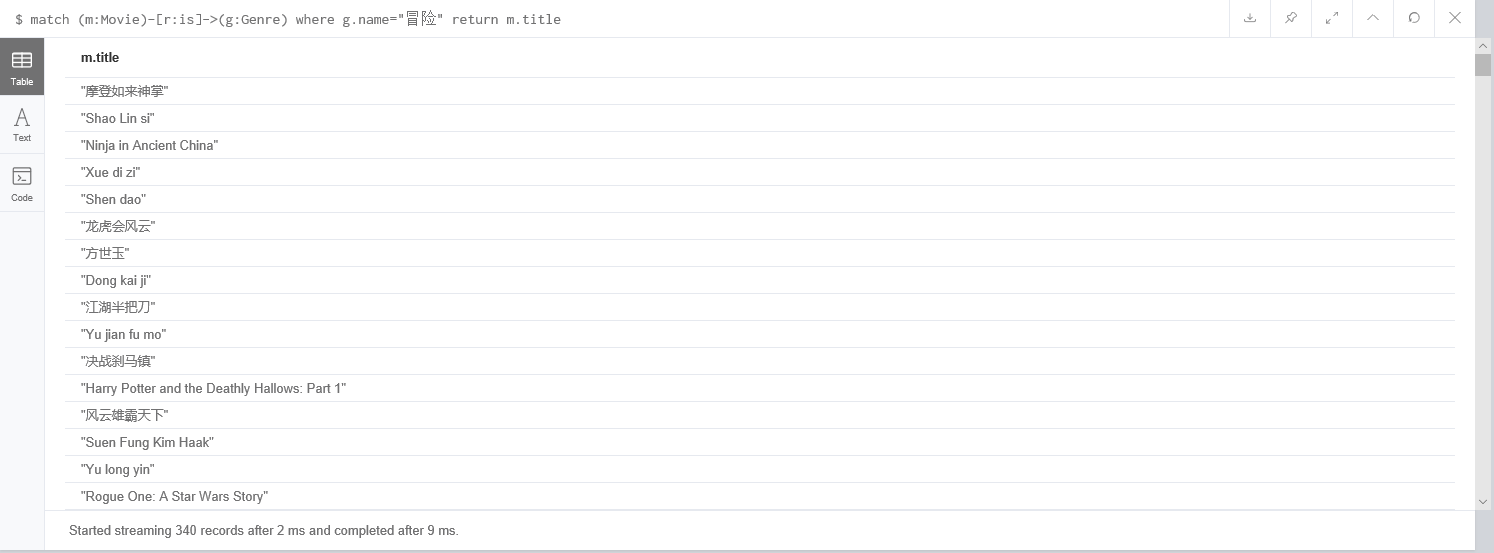 $ match (m:Movie)-[r:is]->(g:Genre) where g.name="冒险" return m.title
Table
Text
Code
m.title
"摩登如来神掌"
"Shao Lin si"
"Ninja in Ancient China"
"Xue di zi"
"Shen dao"
"龙虎会风云"
"方世玉"
"Dong kai ji"
"江湖半把刀"
"Yu jian fu mo"
"决战刹马镇"
"Harry Potter and the Deathly Hallows: Part 1"
"风云雄霸天下"
"Suen Fung Kim Haak"
"Yu long yin"
"Rogue One: A Star Wars Story"
Started streaming 340 records after 2 ms and completed after 9 ms.